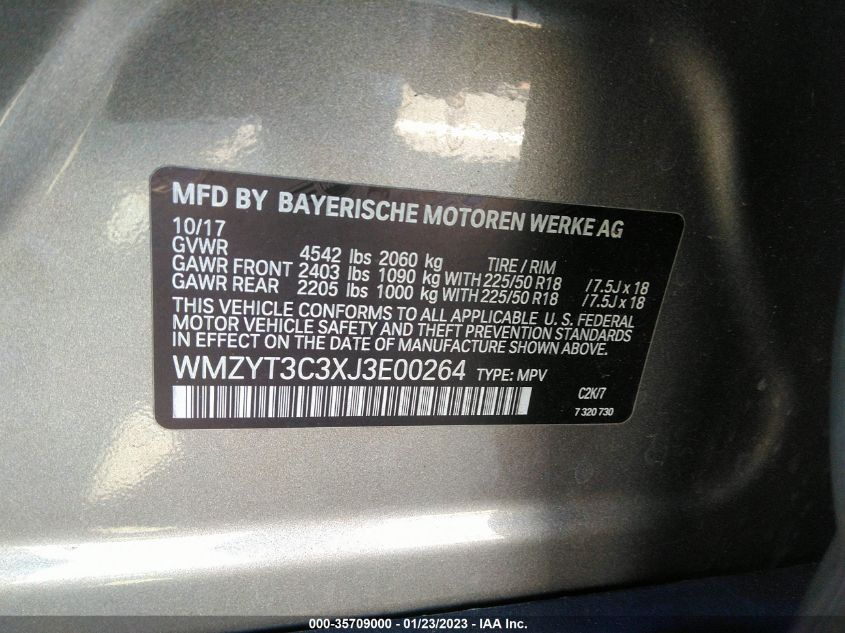 MFD BY BAYERISCHE MOTOREN WERKE AG
10/17
GVWR 4542 lbs 2060 kg TIRE / RIM
GAWR FRONT 2403 lbs 1090 kg WITH 225/50 R18 /7.5J x 18
GAWR REAR 2205 lbs 1000 kg WITH 225/50 R18 /7.5J x 18
THIS VEHICLE CONFORMS TO ALL APPLICABLE U.S. FEDERAL
MOTOR VEHICLE SAFETY AND THEFT PREVENTION STANDARDS
IN EFFECT ON THE DATE OF MANUFACTURE SHOWN ABOVE.
WMZYT3C3XJ3E00264 TYPE: MPV
C2K/7
7 320 730
000-35709000 - 01/23/2023 - IAA Inc.